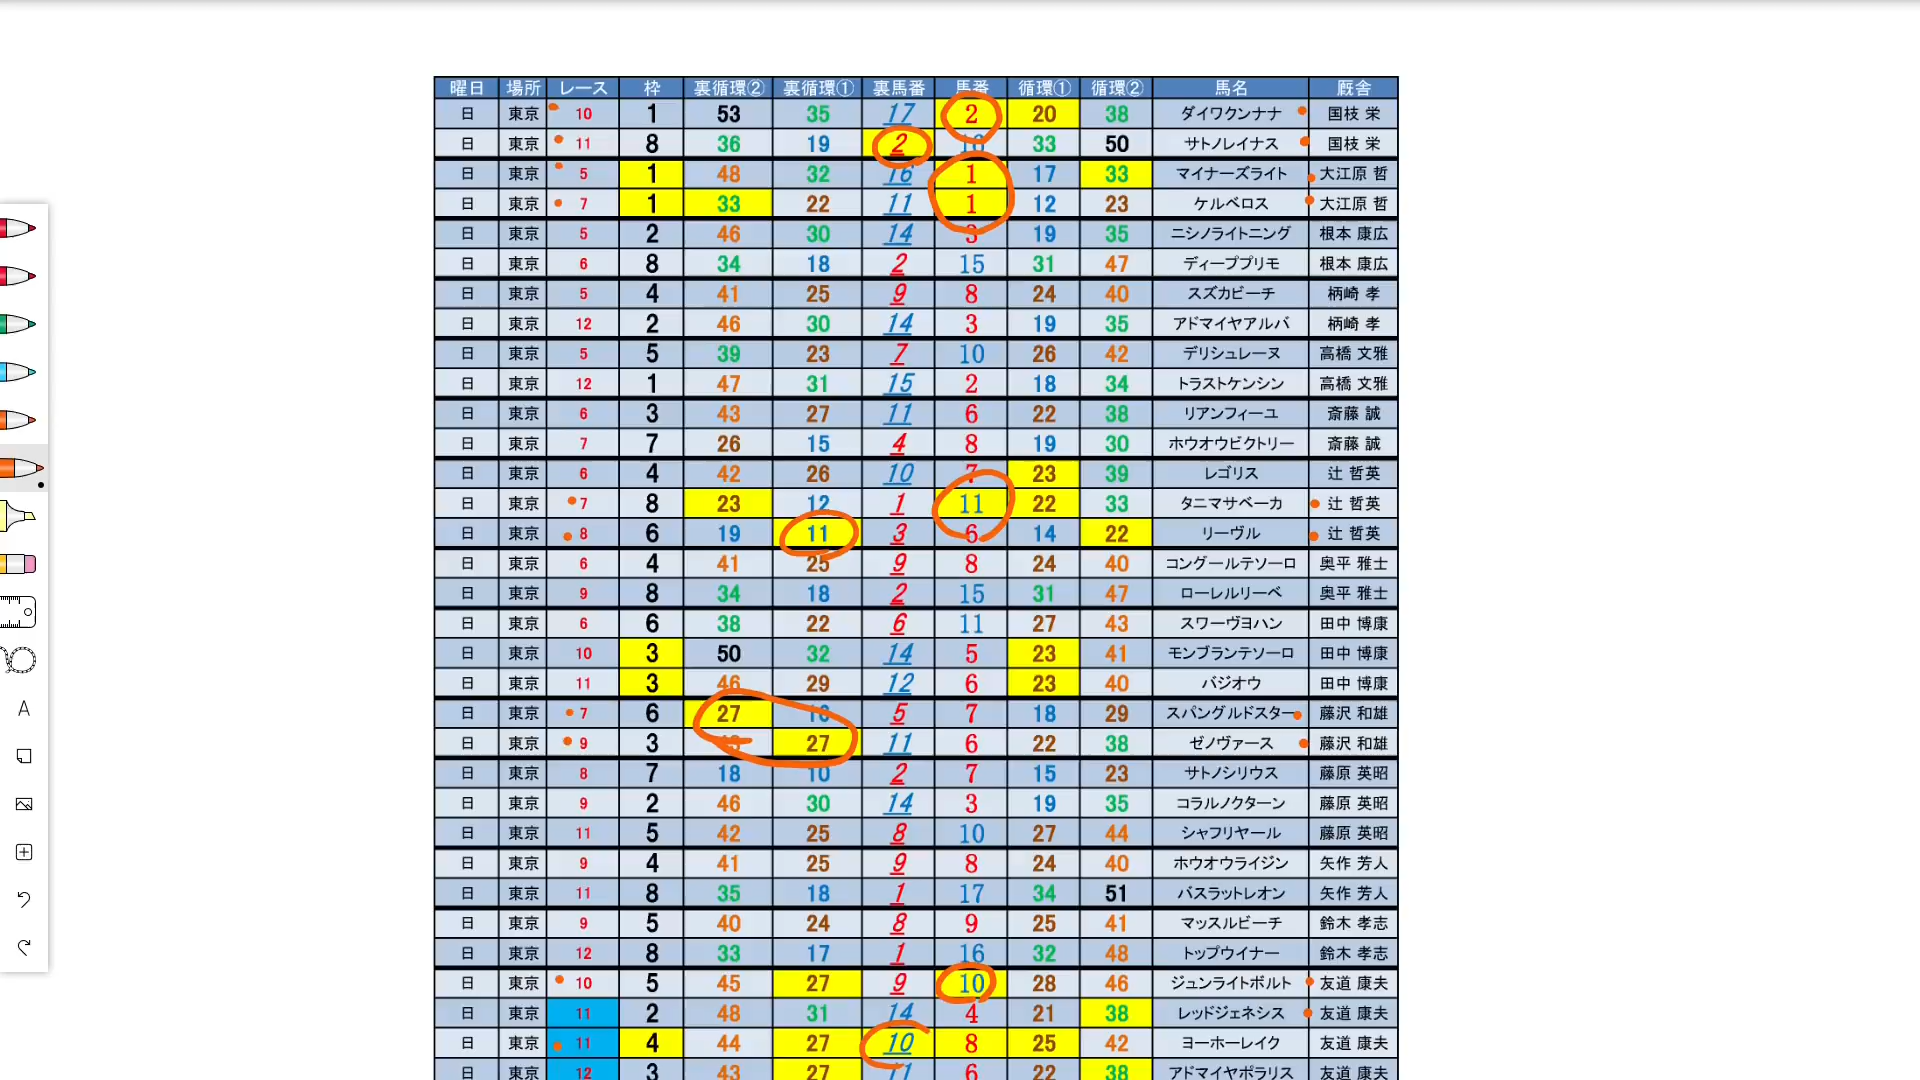 曜日 場所 レース 枠 裏循環② 裏循環① 裏馬番 馬番 循環① 循環② 馬名 厩舎
日 東京 10 1 53 35 17 2 20 38 ダイワクンナナ 国枝 栄
日 東京 11 8 36 19 2 16 33 50 サトノレイナス 国枝 栄
日 東京 5 1 48 32 16 1 17 33 マイナーズライト 大江原 哲
日 東京 7 1 33 22 11 1 12 23 ケルベロス 大江原 哲
日 東京 5 2 46 30 14 3 19 35 ニシノライトニング 根本 康広
日 東京 6 8 34 18 2 15 31 47 ディープリモ 根本 康広
日 東京 5 4 41 25 9 8 24 40 スズカビーチ 柄崎 孝
日 東京 12 2 46 30 14 3 19 35 アドマイヤアルバ 柄崎 孝
日 東京 5 5 39 23 7 10 26 42 デリシュレーヌ 高橋 文雅
日 東京 12 1 47 31 15 2 18 34 トラストケンシン 高橋 文雅
日 東京 6 3 43 27 11 6 22 38 リアンフィーユ 斎藤 誠
日 東京 7 7 26 15 4 8 19 30 ホウオウビクトリー 斎藤 誠
日 東京 6 4 42 26 10 7 23 39 レゴリス 辻 哲英
日 東京 7 8 23 12 1 11 22 33 タニマサベーカ 辻 哲英
日 東京 8 6 19 11 3 6 14 22 リーヴル 辻 哲英
日 東京 6 4 41 25 9 8 24 40 コングールテソーロ 奥平 雅士
日 東京 9 8 34 18 2 15 31 47 ローレルリーベ 奥平 雅士
日 東京 6 6 38 22 6 11 27 43 スワーヴヨハン 田中 博康
日 東京 10 3 50 32 14 5 23 41 モンブランテソーロ 田中 博康
日 東京 11 3 46 29 12 6 23 40 バジオウ 田中 博康
日 東京 7 6 27 16 5 7 18 29 スパングルドスター 藤沢 和雄
日 東京 9 3 27 11 6 22 38 ゼノヴァース 藤沢 和雄
日 東京 8 7 18 10 2 7 15 23 サトノシリウス 藤原 英昭
日 東京 9 2 46 30 14 3 19 35 コラルノクターン 藤原 英昭
日 東京 11 5 42 25 8 10 27 44 シャフリヤール 藤原 英昭
日 東京 9 4 41 25 9 8 24 40 ホウオウライジン 矢作 芳人
日 東京 11 8 35 18 1 17 34 51 バスラットレオン 矢作 芳人
日 東京 9 5 40 24 8 9 25 41 マッスルビーチ 鈴木 孝志
日 東京 12 8 33 17 1 16 32 48 トップウイナー 鈴木 孝志
日 東京 10 5 45 27 9 10 28 46 ジュンライトボルト 友道 康夫
日 東京 11 2 48 31 14 4 21 38 レッドジェネシス 友道 康夫
日 東京 11 4 44 27 10 8 25 42 ヨーホーレイク 友道 康夫
日 東京 12 3 43 27 11 6 22 38 アドマイヤポラリス 友道 康夫